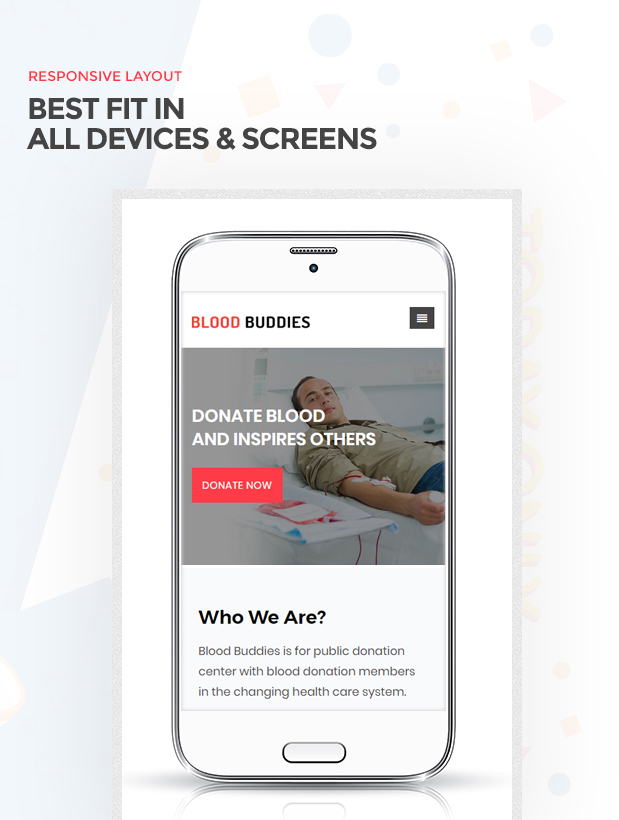 RESPONSIVE LAYOUT
BEST FIT IN
ALL DEVICES & SCREENS
BLOOD BUDDIES
DONATE BLOOD
AND INSPIRES OTHERS
DONATE NOW
Who We Are?
Blood Buddies is for public donation
center with blood donation members
in the changing health care system.